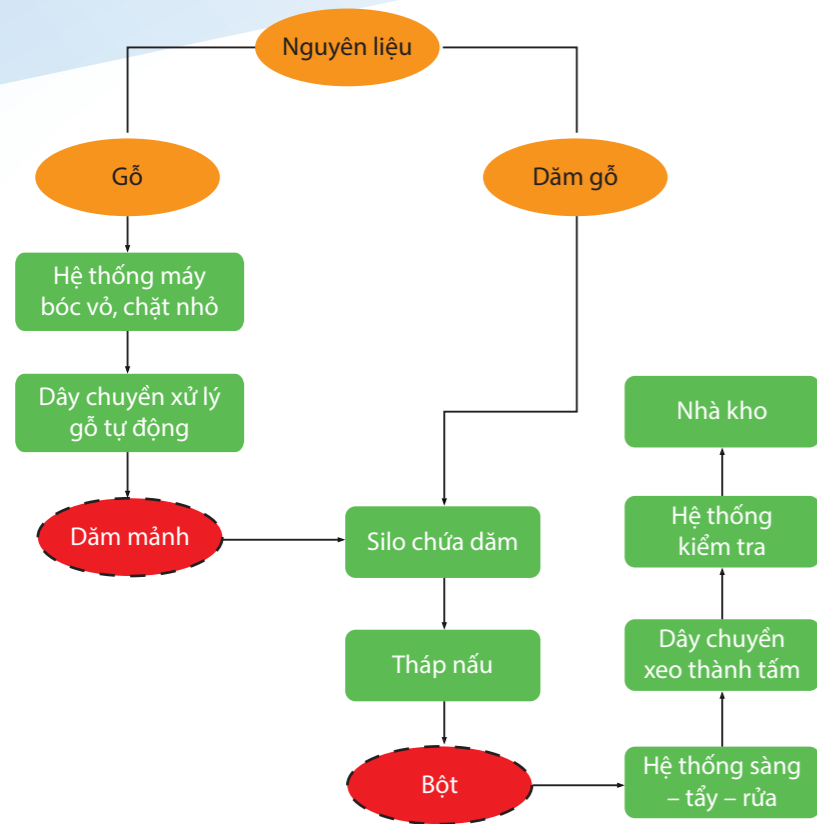 Nguyên liệu
Gỗ
Dăm gỗ
Hệ thống máy
bóc vỏ, chặt nhỏ
Dây chuyền xử lý
gỗ tự động
Dăm mảnh
Silo chứa dăm
Tháp nấu
Bột
Hệ thống sàng
– tẩy – rửa
Dây chuyền
xeo thành tấm
Hệ thống
kiểm tra
Nhà kho